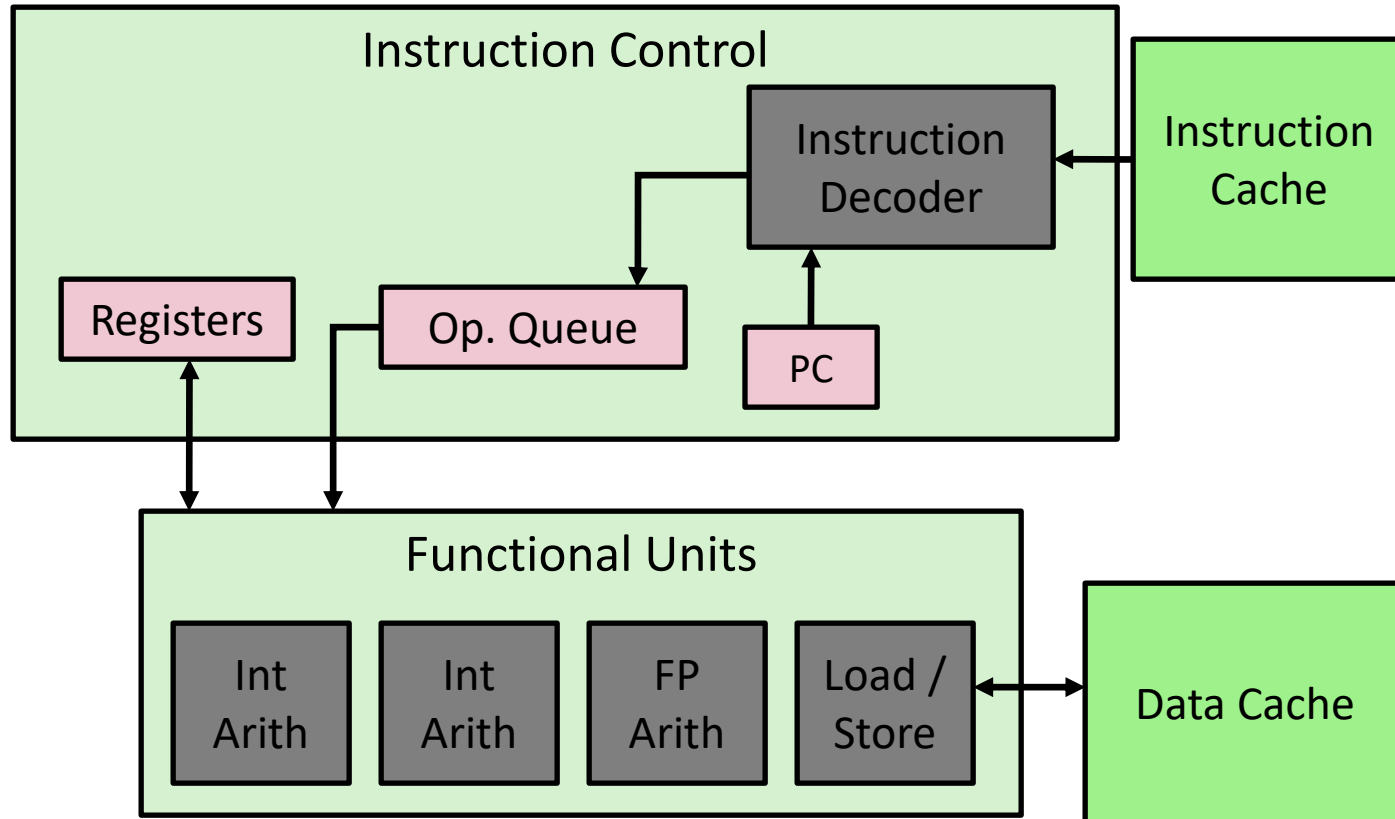 Instruction Control
Instruction
Decoder
Instruction
Cache
Registers
Op. Queue
PC
Functional Units
Int
Arith
Int
Arith
FP
Arith
Load /
Store
Data Cache